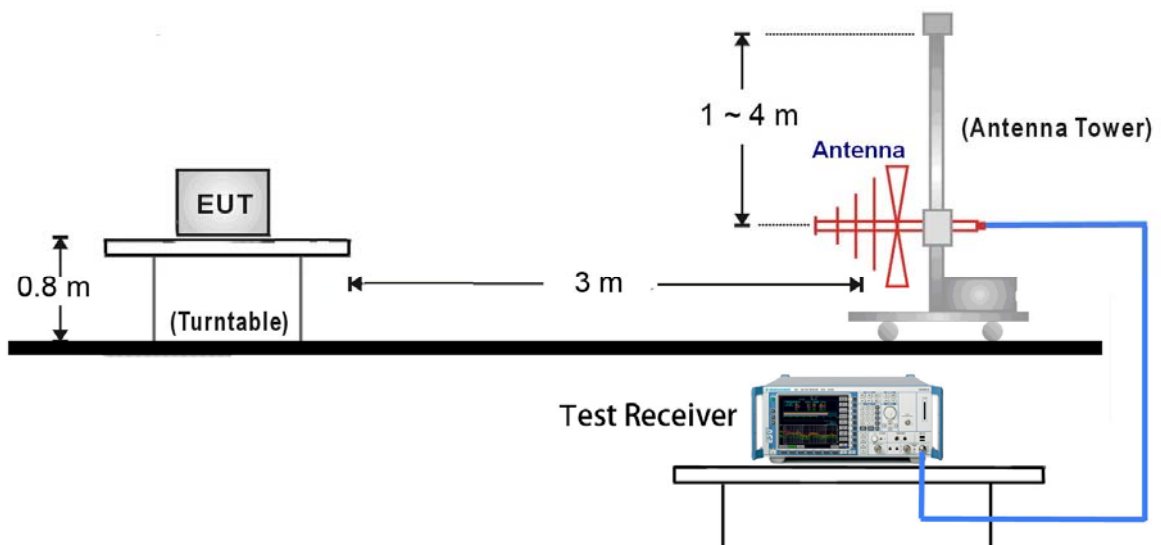 1 ~ 4 m
(Antenna Tower)
Antenna
EUT
0.8 m
3 m
(Turntable)
Test Receiver